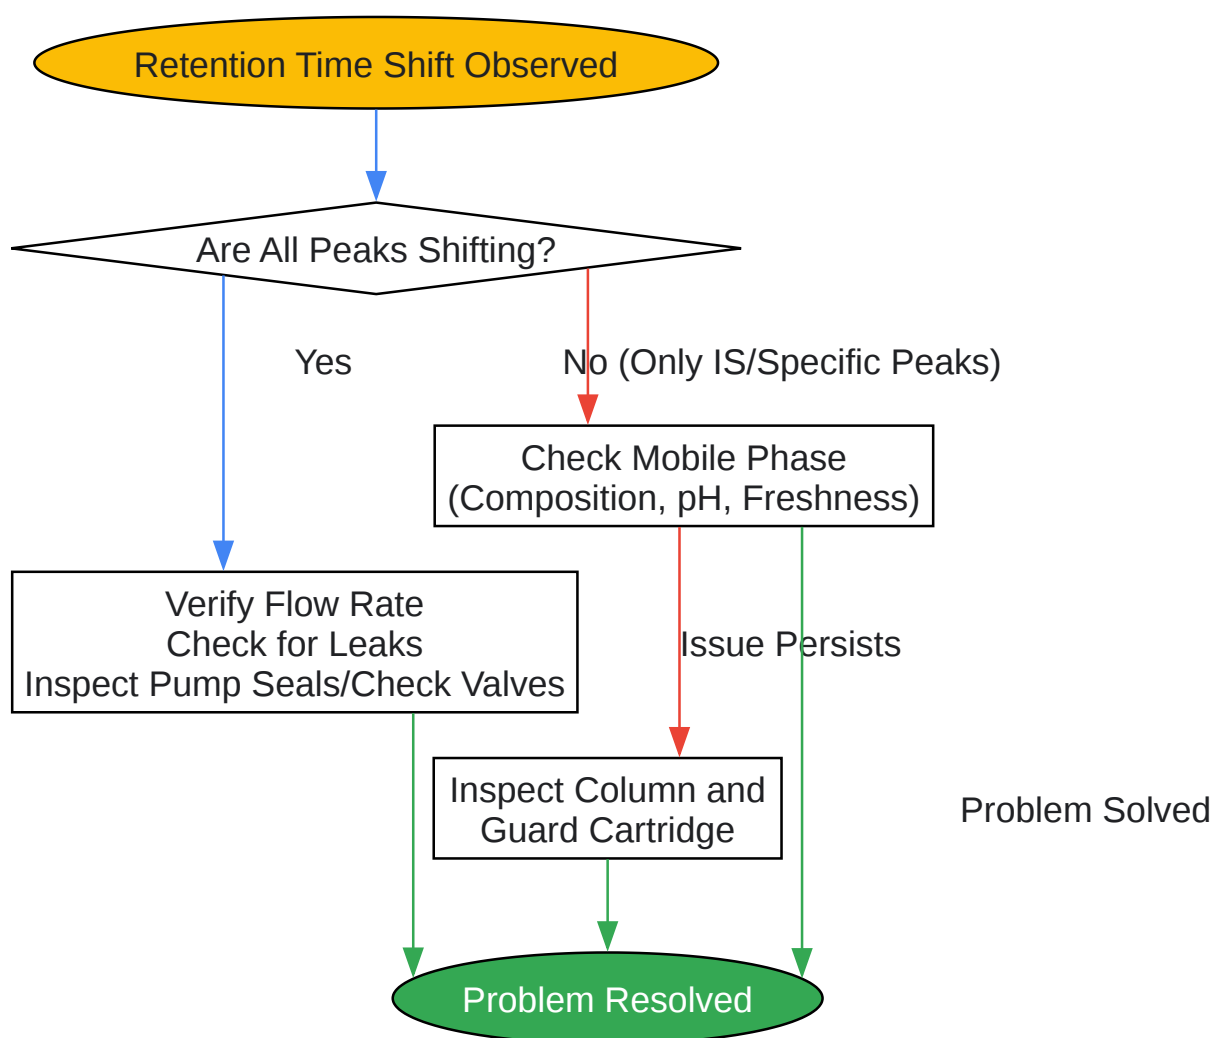 Retention Time Shift Observed
Are All Peaks Shifting?
Yes
No (Only IS/Specific Peaks)
Check Mobile Phase
(Composition, pH, Freshness)
Verify Flow Rate
Check for Leaks
Inspect Pump Seals/Check Valves
Issue Persists
Inspect Column and
Guard Cartridge
Problem Solved
Problem Resolved